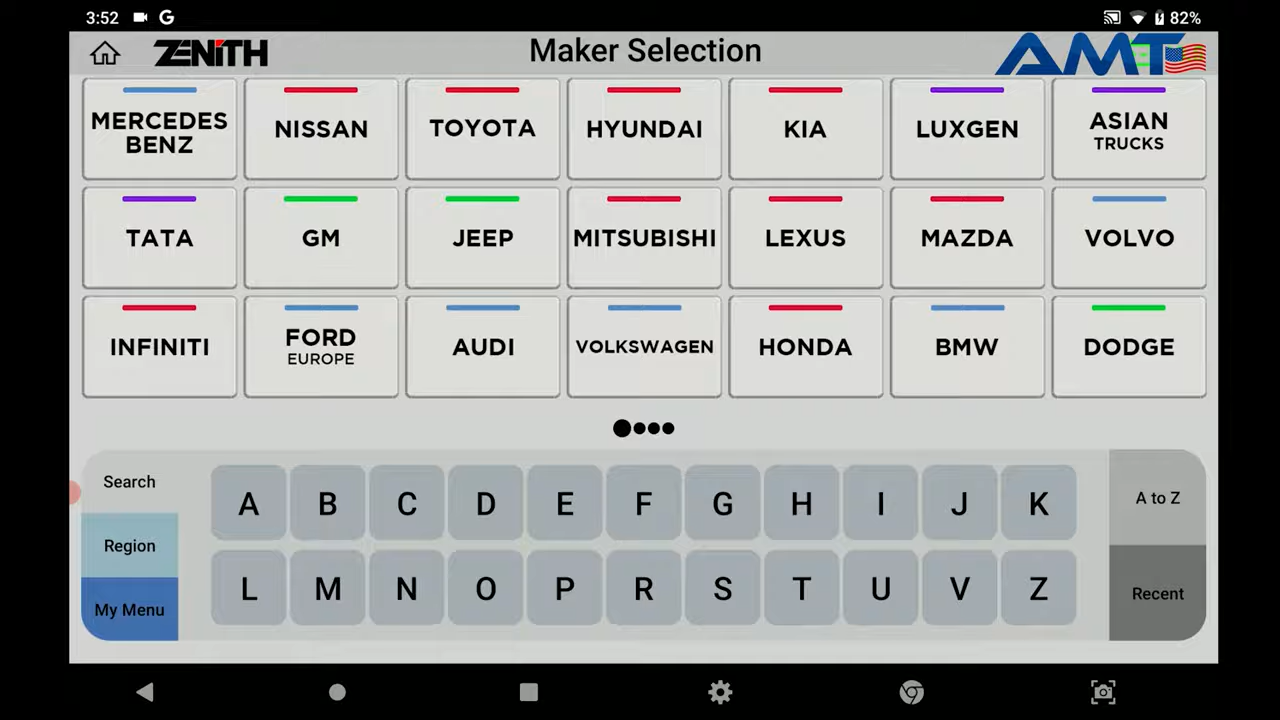 3:52
82%
ZENITH
Maker Selection
AMT
MERCEDES
BENZ
NISSAN
TOYOTA
HYUNDAI
KIA
LUXGEN
ASIAN
TRUCKS
TATA
GM
JEEP
MITSUBISHI
LEXUS
MAZDA
VOLVO
INFINITI
FORD
EUROPE
AUDI
VOLKSWAGEN
HONDA
BMW
DODGE
Search
Region
My Menu
A B C D E F G H I J K
L M N O P R S T U V Z
A to Z
Recent